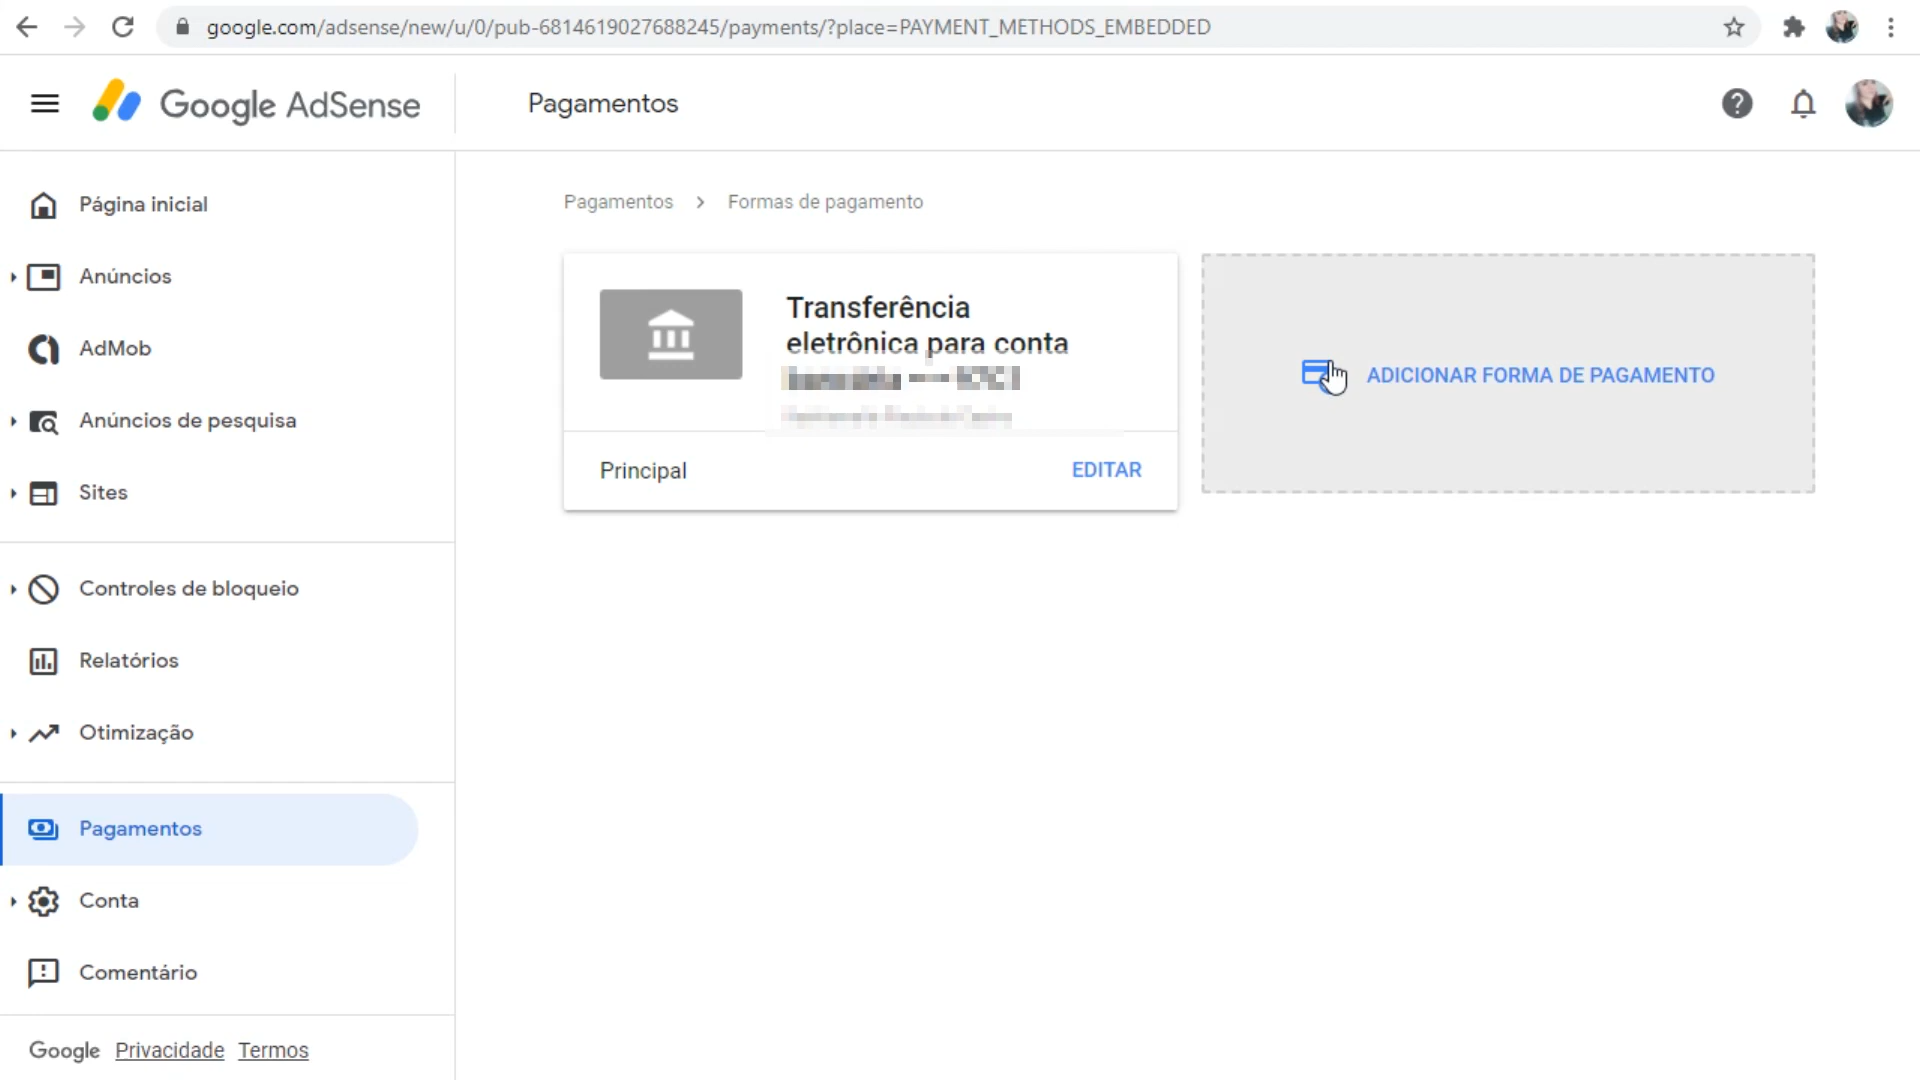 google.com/adsense/new/u/0/pub-6814619027688245/payments/?place=PAYMENT_METHODS_EMBEDDED
Google AdSense
Pagamentos
Página inicial
Anúncios
AdMob
Anúncios de pesquisa
Sites
Controles de bloqueio
Relatórios
Otimização
Pagamentos
Conta
Comentário
Google Privacidade Termos
Pagamentos > Formas de pagamento
Transferência
eletrônica para conta
Principal
EDITAR
ADICIONAR FORMA DE PAGAMENTO